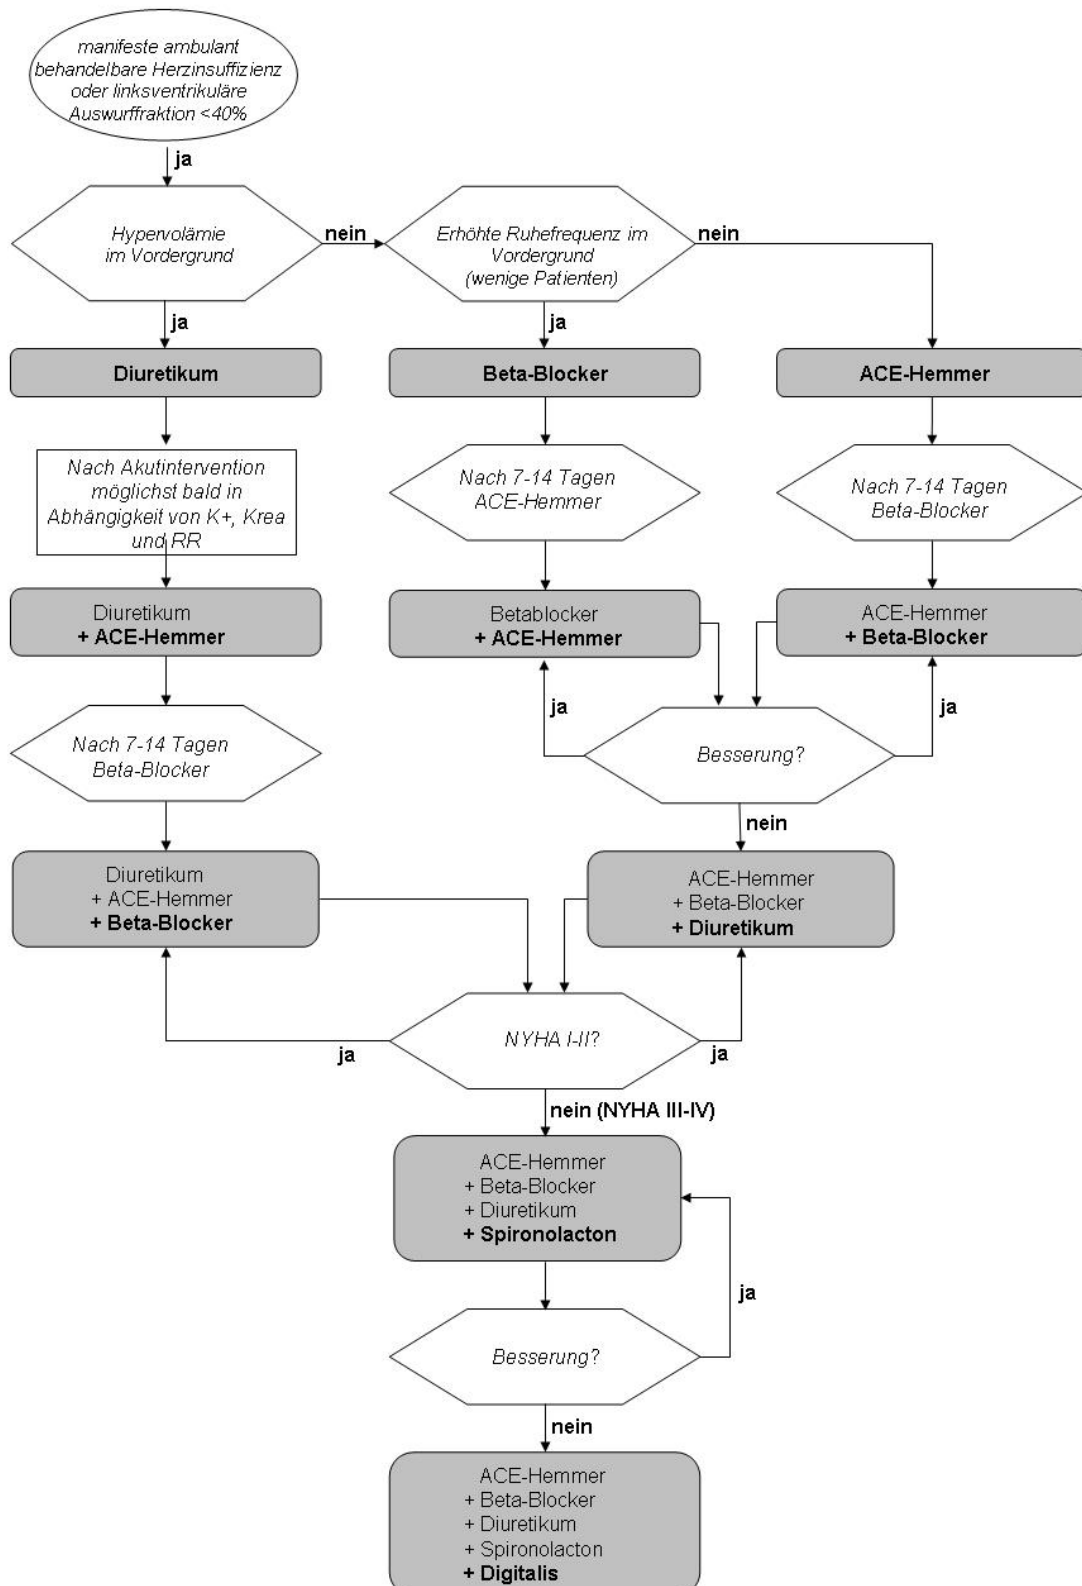 manifeste ambulant
behandelbare Herzinsuffizienz
oder linksventrikuläre
Auswurffraktion <40%
ja
Hypervolämie
im Vordergrund
nein
Erhöhte Ruhefrequenz im
Vordergrund
(wenige Patienten)
nein
ja
ja
Diuretikum
Beta-Blocker
ACE-Hemmer
Nach Akutintervention
möglichst bald in
Abhängigkeit von K+, Krea
und RR
Nach 7-14 Tagen
ACE-Hemmer
Nach 7-14 Tagen
Beta-Blocker
Diuretikum
+ ACE-Hemmer
Betablocker
+ ACE-Hemmer
ACE-Hemmer
+ Beta-Blocker
Nach 7-14 Tagen
Beta-Blocker
ja
Besserung?
ja
nein
Diuretikum
+ ACE-Hemmer
+ Beta-Blocker
ACE-Hemmer
+ Beta-Blocker
+ Diuretikum
ja
NYHA I-II?
ja
nein (NYHA III-IV)
ACE-Hemmer
+ Beta-Blocker
+ Diuretikum
+ Spironolacton
ja
Besserung?
nein
ACE-Hemmer
+ Beta-Blocker
+ Diuretikum
+ Spironolacton
+ Digitalis